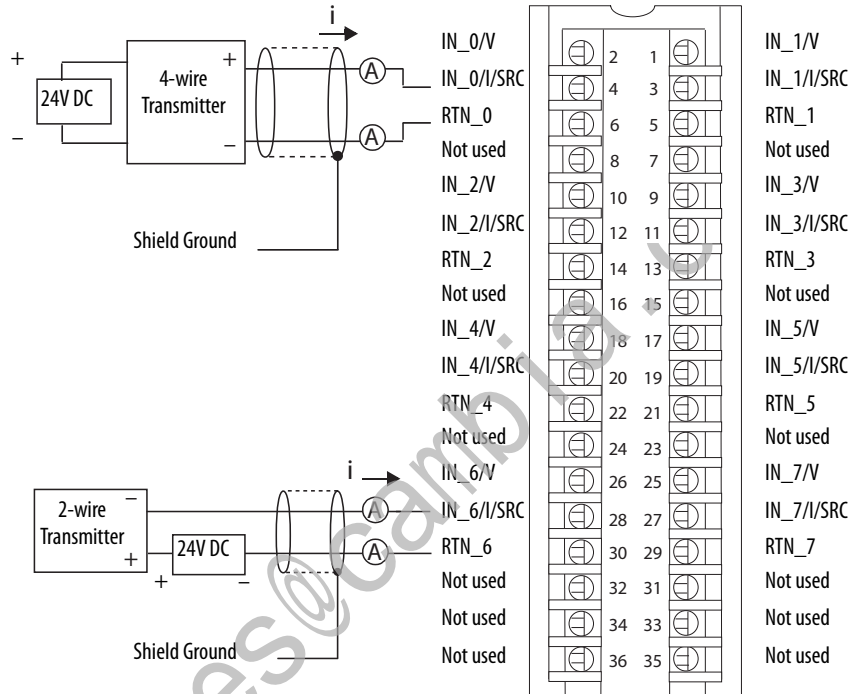 i
IN_0/V 2 1 IN_1/V
+ 4-wire Transmitter + A IN_0/I/SRC 4 3 IN_1/I/SRC
24V DC
RTN_0 6 5 RTN_1
– – A Not used 8 7 Not used
IN_2/V 10 9 IN_3/V
Shield Ground IN_2/I/SRC 12 11 IN_3/I/SRC
RTN_2 14 13 RTN_3
Not used 16 15 Not used
IN_4/V 18 17 IN_5/V
IN_4/I/SRC 20 19 IN_5/I/SRC
RTN_4 22 21 RTN_5
Not used 24 23 Not used
i IN_6/V 26 25 IN_7/V
2-wire Transmitter – A IN_6/I/SRC 28 27 IN_7/I/SRC
+ 24V DC A RTN_6 30 29 RTN_7
+ – Not used 32 31 Not used
Not used 34 33 Not used
Shield Ground Not used 36 35 Not used
es@cambia.